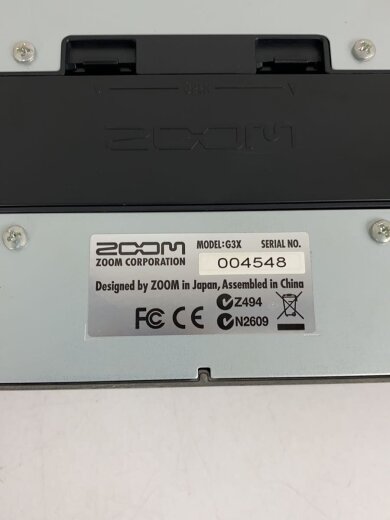 ZOOM
ZOOM
ZOOM CORPORATION
MODEL:G3X
SERIAL NO.
004548
Designed by ZOOM in Japan, Assembled in China
FC CE
Z494
N2609